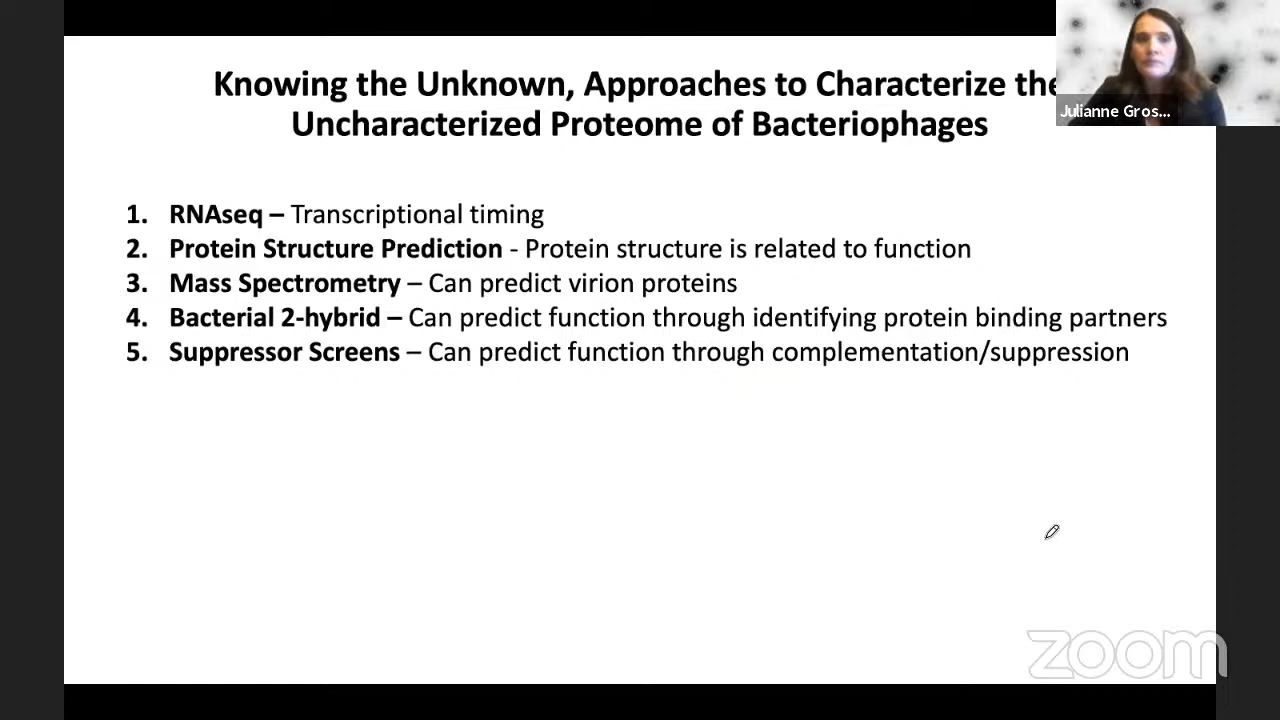 Knowing the Unknown, Approaches to Characterize the
Uncharacterized Proteome of Bacteriophages
Julianne Gros...
1. RNAseq – Transcriptional timing
2. Protein Structure Prediction - Protein structure is related to function
3. Mass Spectrometry – Can predict virion proteins
4. Bacterial 2-hybrid – Can predict function through identifying protein binding partners
5. Suppressor Screens – Can predict function through complementation/suppression
zoom